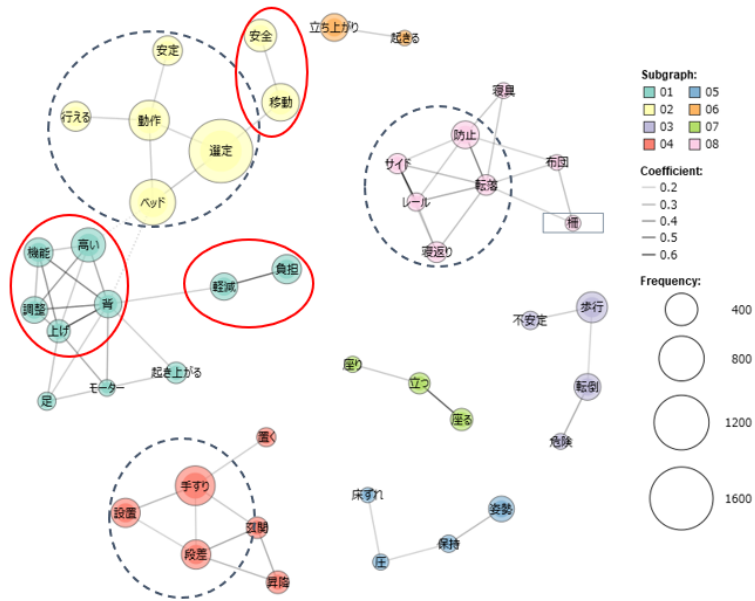 安全
立ち上がり
起きる
安定
移動
行える
動作
選定
ベッド
寝具
防止
サイド
布団
転落
レール
柵
寝返り
Subgraph:
01
05
02
06
03
07
04
08
Coefficient:
0.2
0.3
0.4
0.5
0.6
Frequency:
400
800
1200
1600
機能
高い
調整
背
上げ
足
モーター
起き上がる
軽減
負担
不安定
歩行
転倒
危険
座り
立つ
座る
置く
手すり
設置
玄関
段差
昇降
床ずれ
姿勢
保持
圧